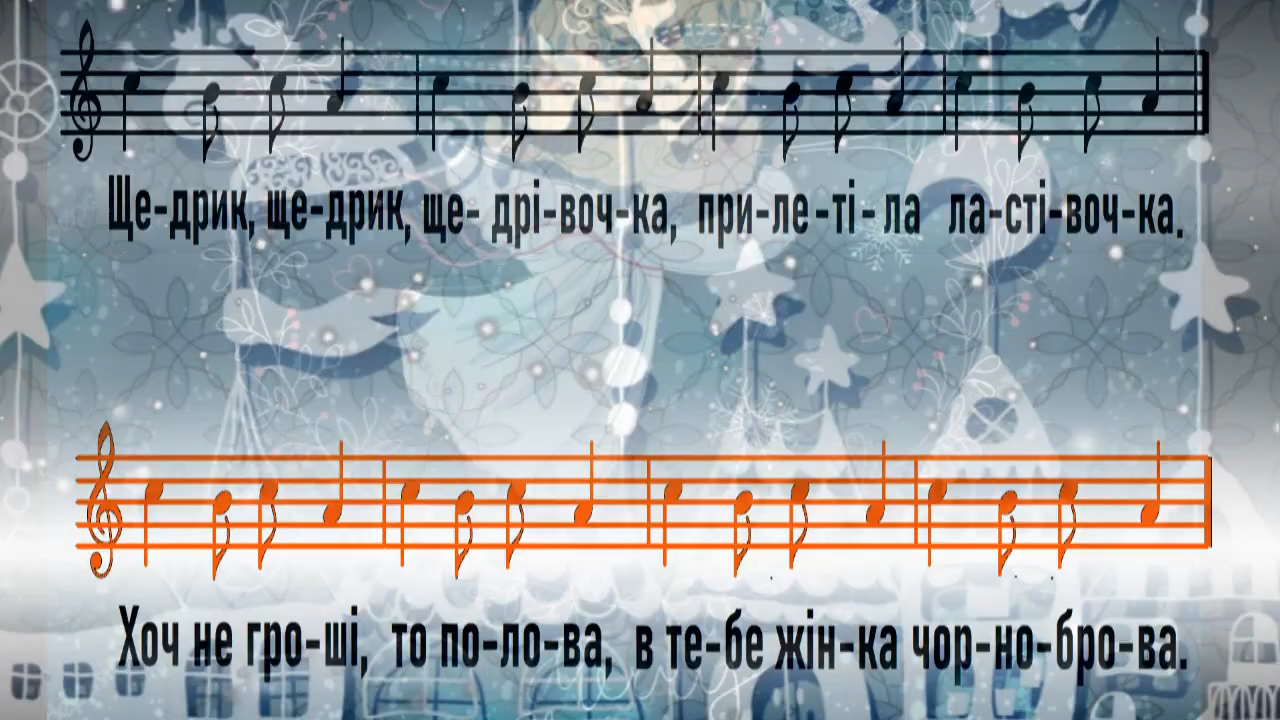 Ще-дрик, ще-дрик, ще- дрі-воч-ка, при-ле-ті-ла ла-сті-воч-ка.
Хоч не гро-ші, то по-ло-ва, в те-бе жін-ка чор-но-бро-ва.